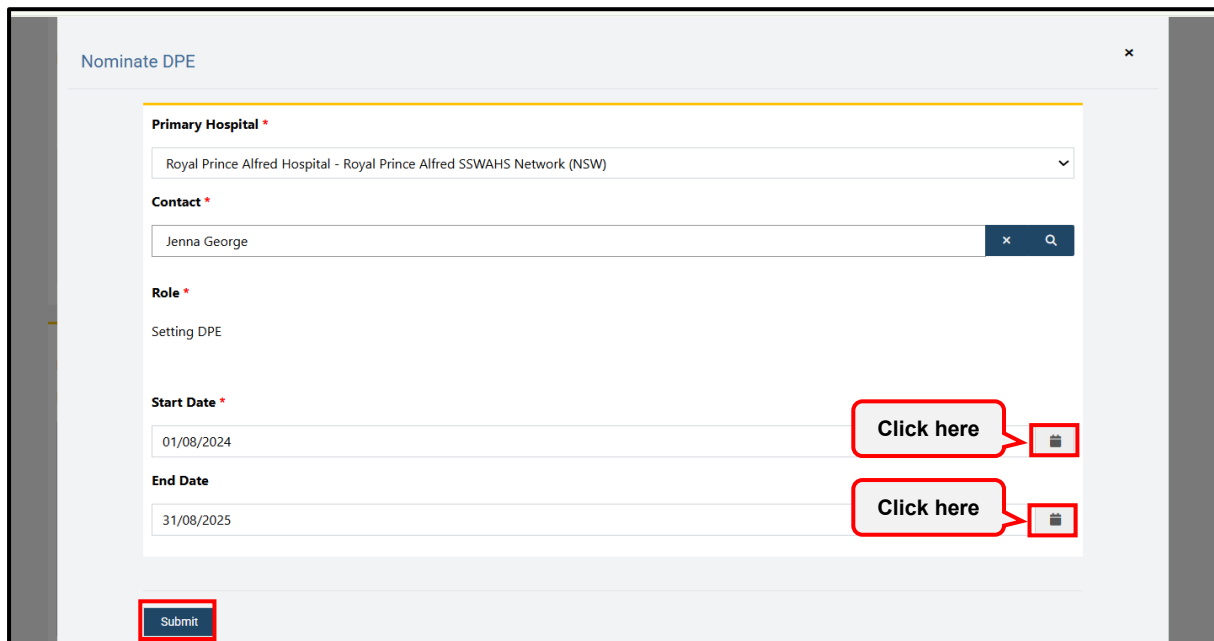 Nominate DPE
×
Primary Hospital *
Royal Prince Alfred Hospital - Royal Prince Alfred SSWAHS Network (NSW)
Contact *
Jenna George
×
Role *
Setting DPE
Start Date *
01/08/2024
Click here
End Date
31/08/2025
Click here
Submit